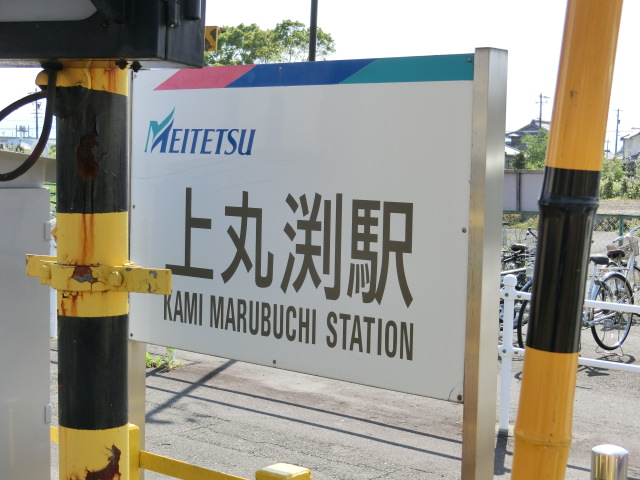 MEITETSU
上丸渕駅
KAMI MARUBUCHI STATION